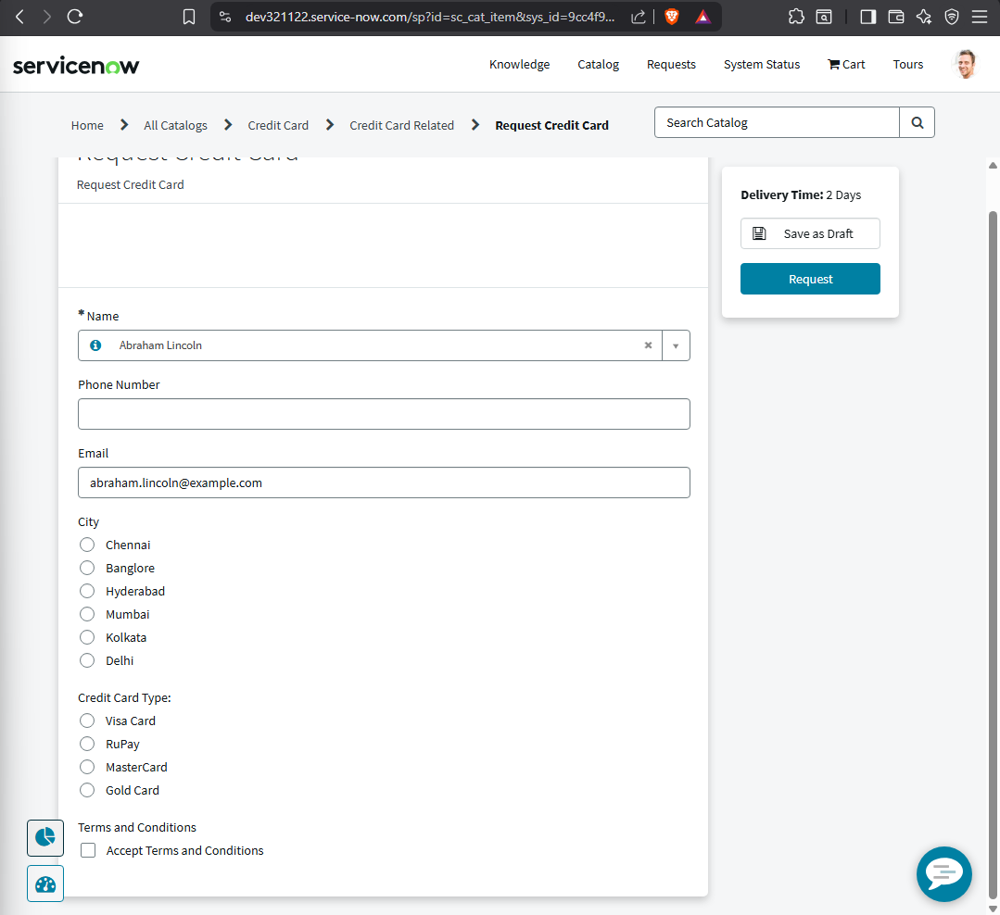 dev321122.service-now.com/sp?id=sc_cat_item&sys_id=9cc4f9...
servicenow
Knowledge Catalog Requests System Status Cart Tours
Home All Catalogs Credit Card Credit Card Related Request Credit Card
Search Catalog
Request Credit Card
Request Credit Card
Delivery Time: 2 Days
Save as Draft
Request
* Name
Abraham Lincoln
Phone Number
Email
abraham.lincoln@example.com
City
Chennai
Banglore
Hyderabad
Mumbai
Kolkata
Delhi
Credit Card Type:
Visa Card
RuPay
MasterCard
Gold Card
Terms and Conditions
Accept Terms and Conditions